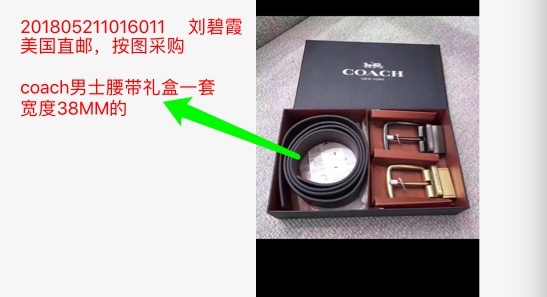 201805211016011 刘碧霞
美国直邮，按图采购
coach男士腰带礼盒一套
宽度38MM的
COACH
NEW YORK